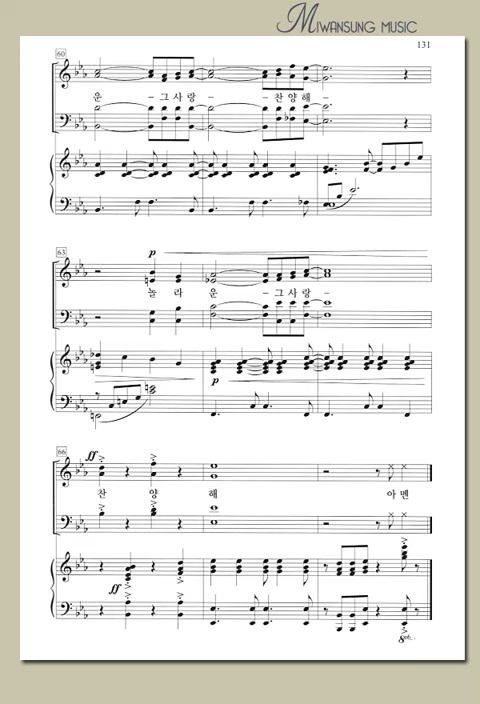 MIWANSUNG MUSIC
131
60
운 - 그 사 랑 - - 찬 양 해 -
63
p
놀 라 운 - 그 사 랑 -
p
66
ff
찬 양 해 아 멘
ff
8vb